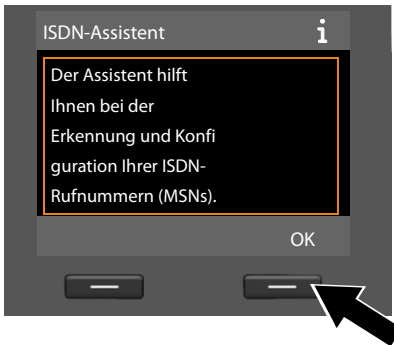 ISDN-Assistent i
Der Assistent hilft
Ihnen bei der
Erkennung und Konfi
guration Ihrer ISDN-
Rufnummern (MSNs).
OK